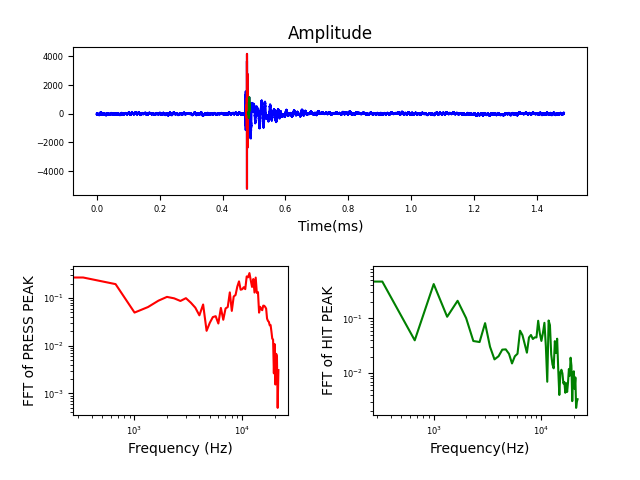 Amplitude
4000
2000
0
−2000
−4000
0.0 0.2 0.4 0.6 0.8 1.0 1.2 1.4
Time(ms)
FFT of PRESS PEAK
10⁻¹
10⁻²
10⁻³
10³ 10⁴
Frequency (Hz)
FFT of HIT PEAK
10⁻¹
10⁻²
10³ 10⁴
Frequency(Hz)